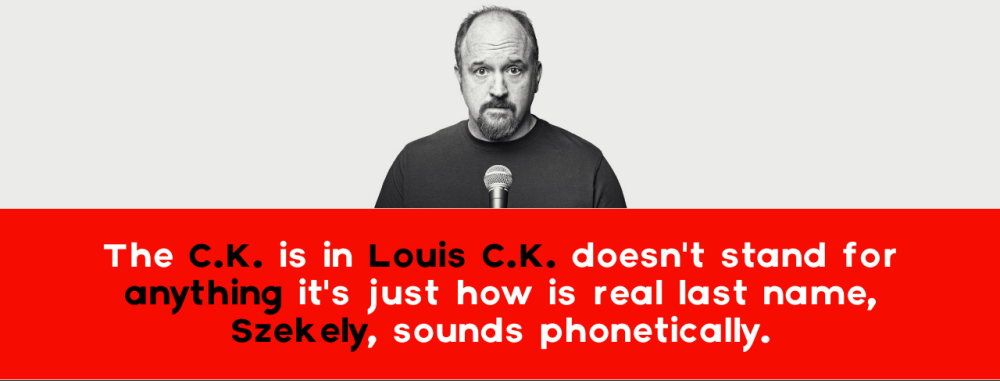 The C.K. is in Louis C.K. doesn't stand for
anything it's just how is real last name,
Szekely, sounds phonetically.